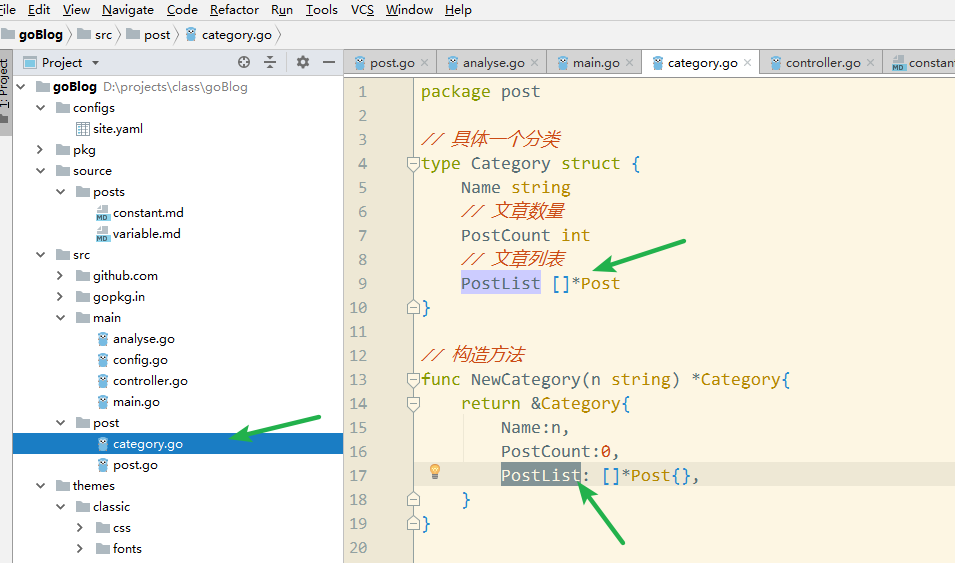 File Edit View Navigate Code Refactor Run Tools VCS Window Help
goBlog src post category.go
1: Project
Project
post.go analyse.go main.go category.go controller.go constan
goBlog D:\projects\class\goBlog
configs
site.yaml
pkg
source
posts
constant.md
variable.md
src
github.com
gopkg.in
main
analyse.go
config.go
controller.go
main.go
post
category.go
post.go
themes
classic
css
fonts
1 package post
2
3 // 具体一个分类
4 type Category struct {
5 Name string
6 // 文章数量
7 PostCount int
8 // 文章列表
9 PostList []*Post
10 }
11
12 // 构造方法
13 func NewCategory(n string) *Category{
14 return &Category{
15 Name:n,
16 PostCount:0,
17 PostList: []*Post{},
18 }
19 }
20